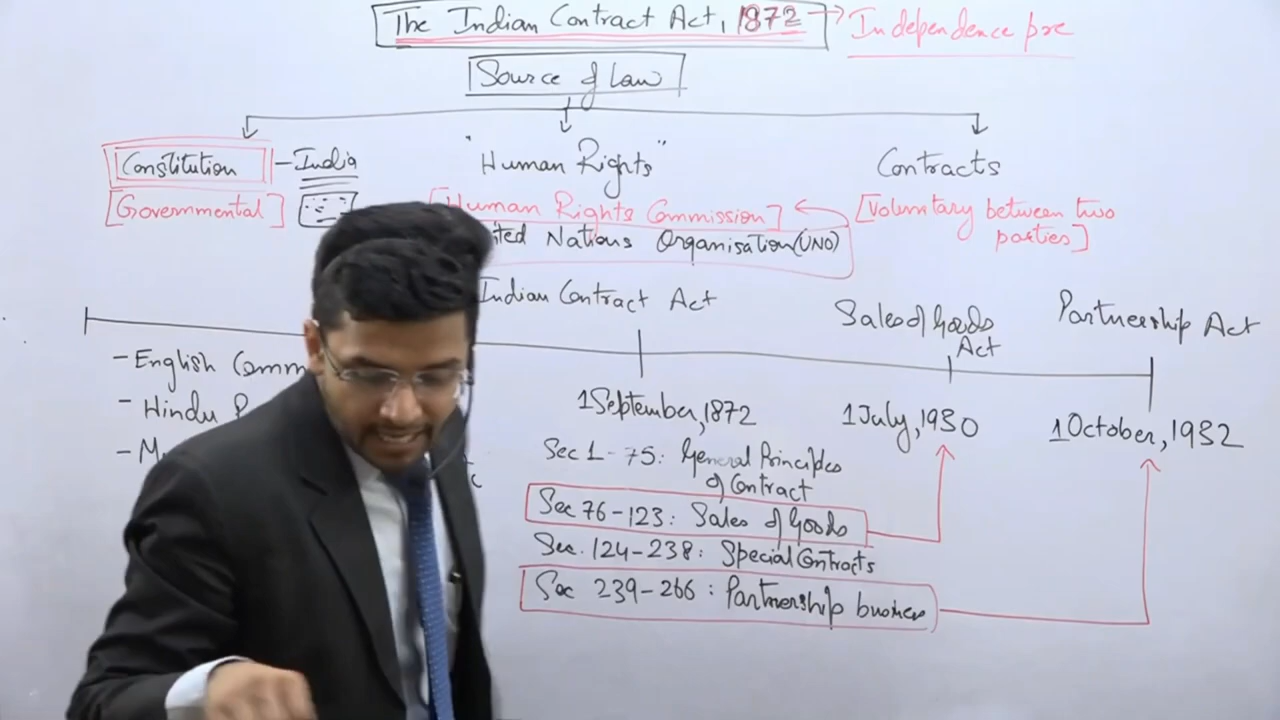 The Indian Contract Act, 1872 → Independence pre
Source of Law
Constitution - India
[Governmental]
"Human Rights"
[Human Rights Commission]
Nations Organisation (UNO)
Contracts
[Voluntary between two
parties]
Indian Contract Act
Sales of Goods
Act
Partnership Act
- English
- Hindu
1 September, 1872
1 July, 1930
1 October, 1932
Sec 1 - 75: General Principles
of Contract
Sec 76-123: Sales of Goods
Sec. 124-238: Special Contracts
Sec 239-266: Partnership business